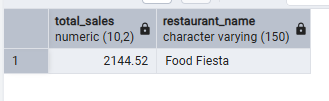 total_sales restaurant_name
numeric (10,2) character varying (150)
1 2144.52 Food Fiesta